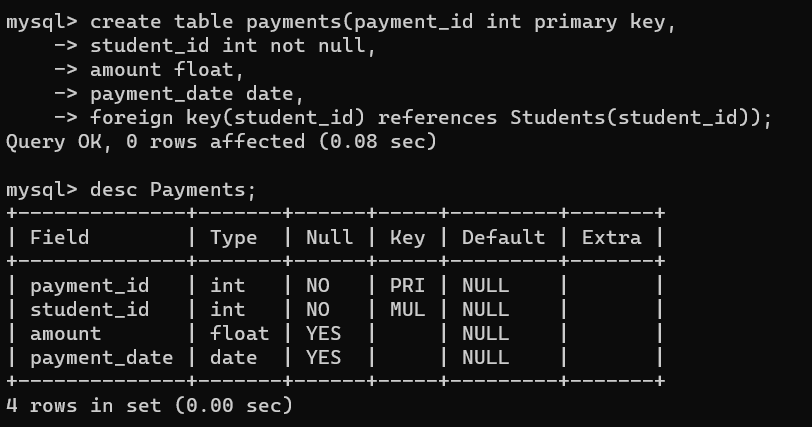 mysql> create table payments(payment_id int primary key,
    -> student_id int not null,
    -> amount float,
    -> payment_date date,
    -> foreign key(student_id) references Students(student_id));
Query OK, 0 rows affected (0.08 sec)

mysql> desc Payments;
+--------------+-------+------+-----+---------+-------+
| Field        | Type  | Null | Key | Default | Extra |
+--------------+-------+------+-----+---------+-------+
| payment_id   | int   | NO   | PRI | NULL    |       |
| student_id   | int   | NO   | MUL | NULL    |       |
| amount       | float | YES  |     | NULL    |       |
| payment_date | date  | YES  |     | NULL    |       |
+--------------+-------+------+-----+---------+-------+
4 rows in set (0.00 sec)